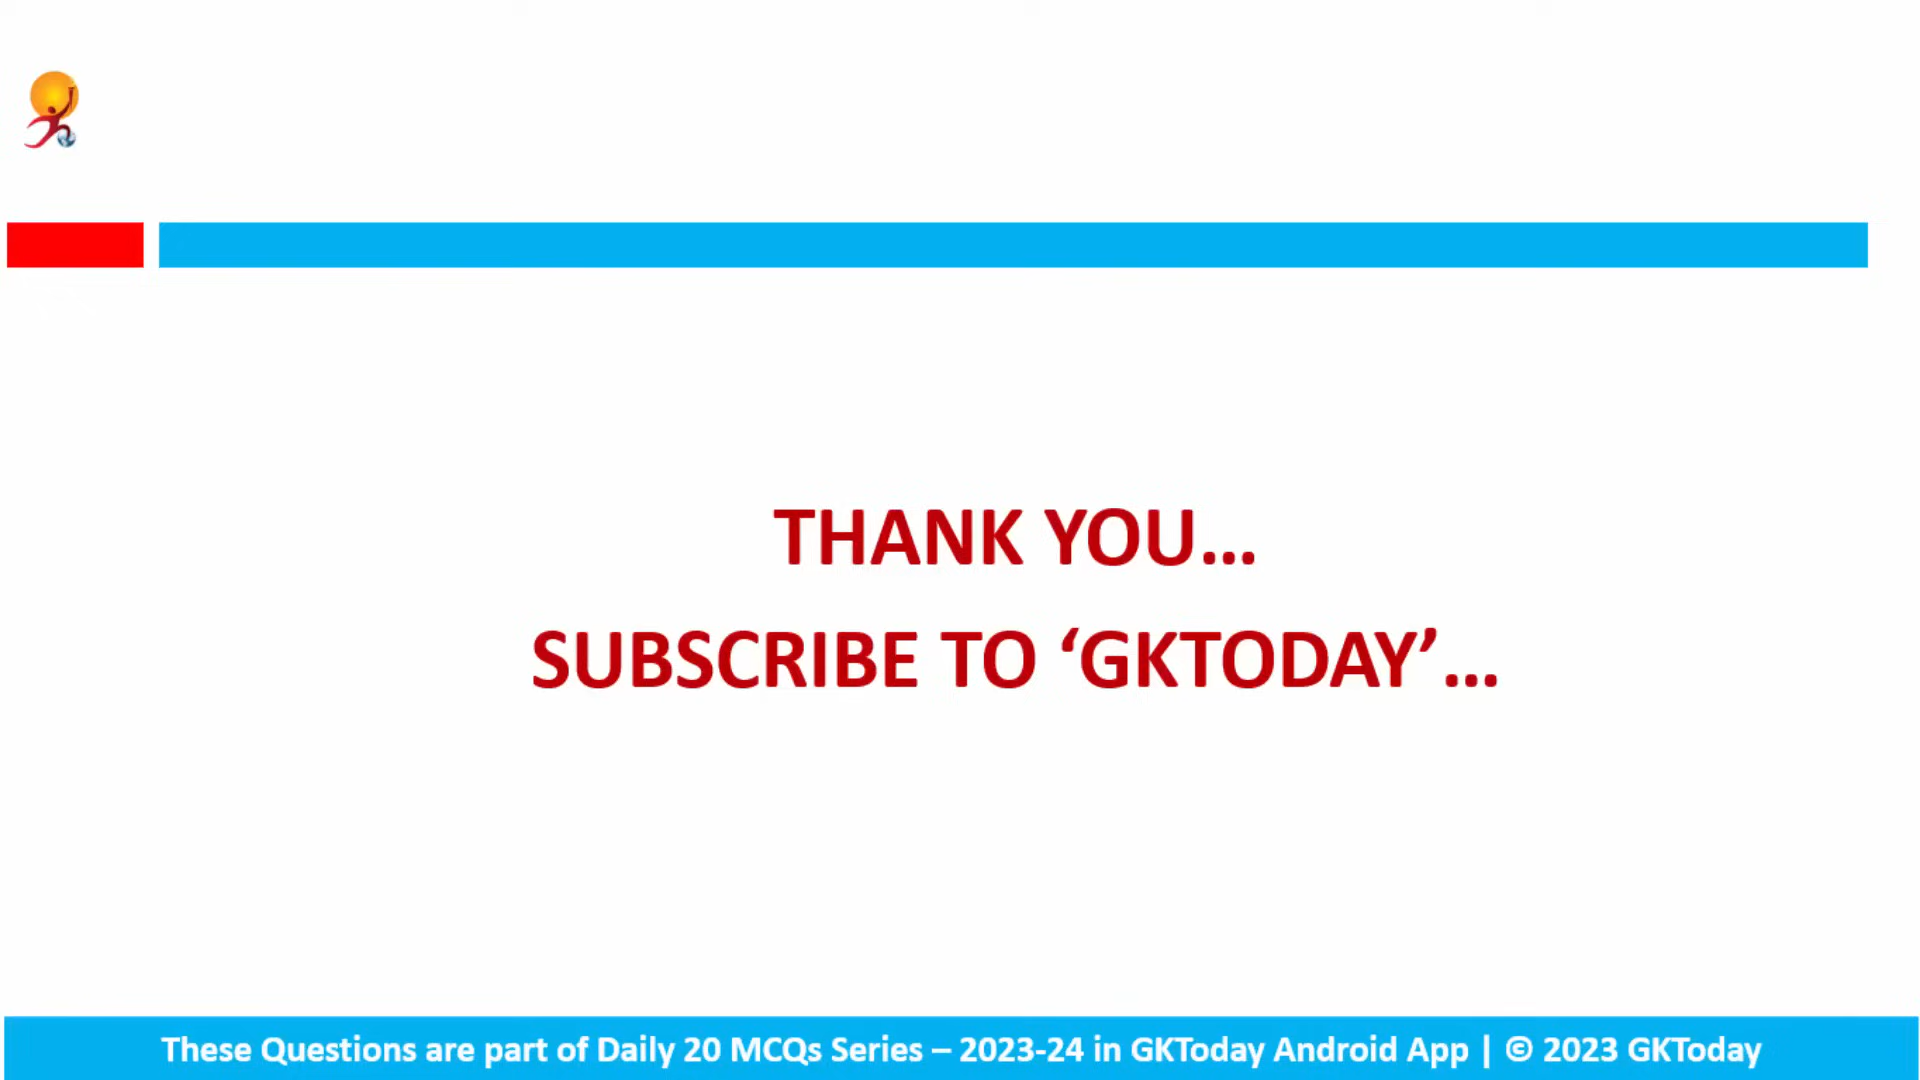 THANK YOU...
SUBSCRIBE TO ‘GKTODAY’...
These Questions are part of Daily 20 MCQs Series – 2023-24 in GKToday Android App | © 2023 GKToday